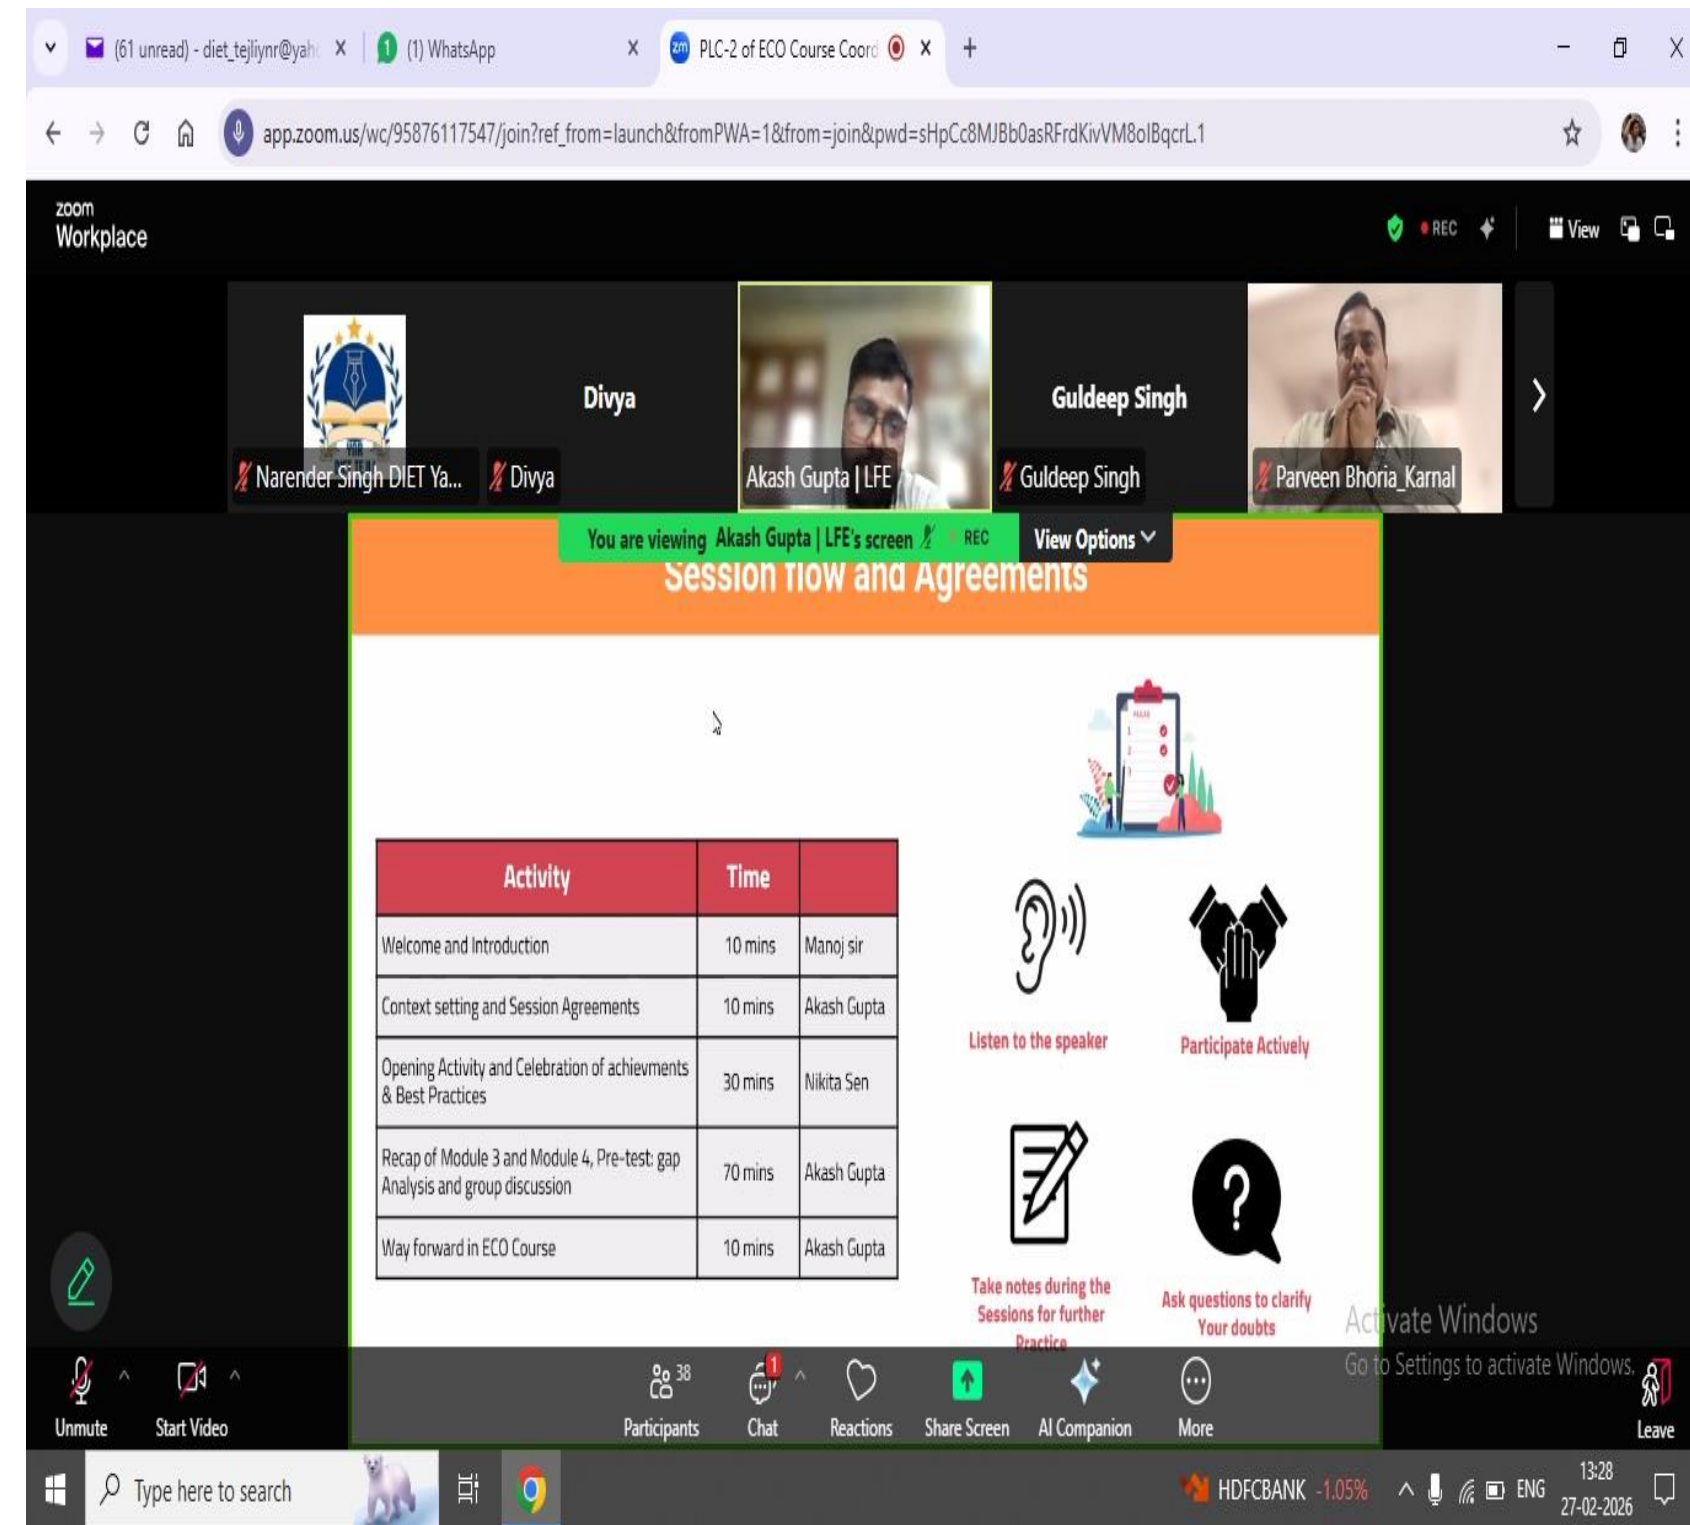 (61 unread) - diet_tejliynr@yah
1
(1) WhatsApp
zm
PLC-2 of ECO Course Coord
app.zoom.us/wc/95876117547/join?ref_from=launch&fromPWA=1&from=join&pwd=sHpCc8MJBb0asRFrdKivVM8oIBqcrL.1
zoom
Workplace
REC
View
Divya
Guldeep Singh
Narender Singh DIET Ya...
Divya
Akash Gupta | LFE
Guldeep Singh
Parveen Bhoria_Karnal
You are viewing Akash Gupta | LFE's screen
REC
View Options
Session flow and Agreements
Activity Time
Welcome and Introduction 10 mins Manoj sir
Context setting and Session Agreements 10 mins Akash Gupta
Opening Activity and Celebration of achievments
& Best Practices
30 mins Nikita Sen
Recap of Module 3 and Module 4, Pre-test: gap
Analysis and group discussion
70 mins Akash Gupta
Way forward in ECO Course 10 mins Akash Gupta
Listen to the speaker
Participate Actively
Take notes during the
Sessions for further
Practice
Ask questions to clarify
Your doubts
Activate Windows
Go to Settings to activate Windows.
Unmute
Start Video
38
Participants
1
Chat
Reactions
Share Screen
AI Companion
More
Leave
Type here to search
HDFCBANK -1.05%
ENG
13:28
27-02-2026